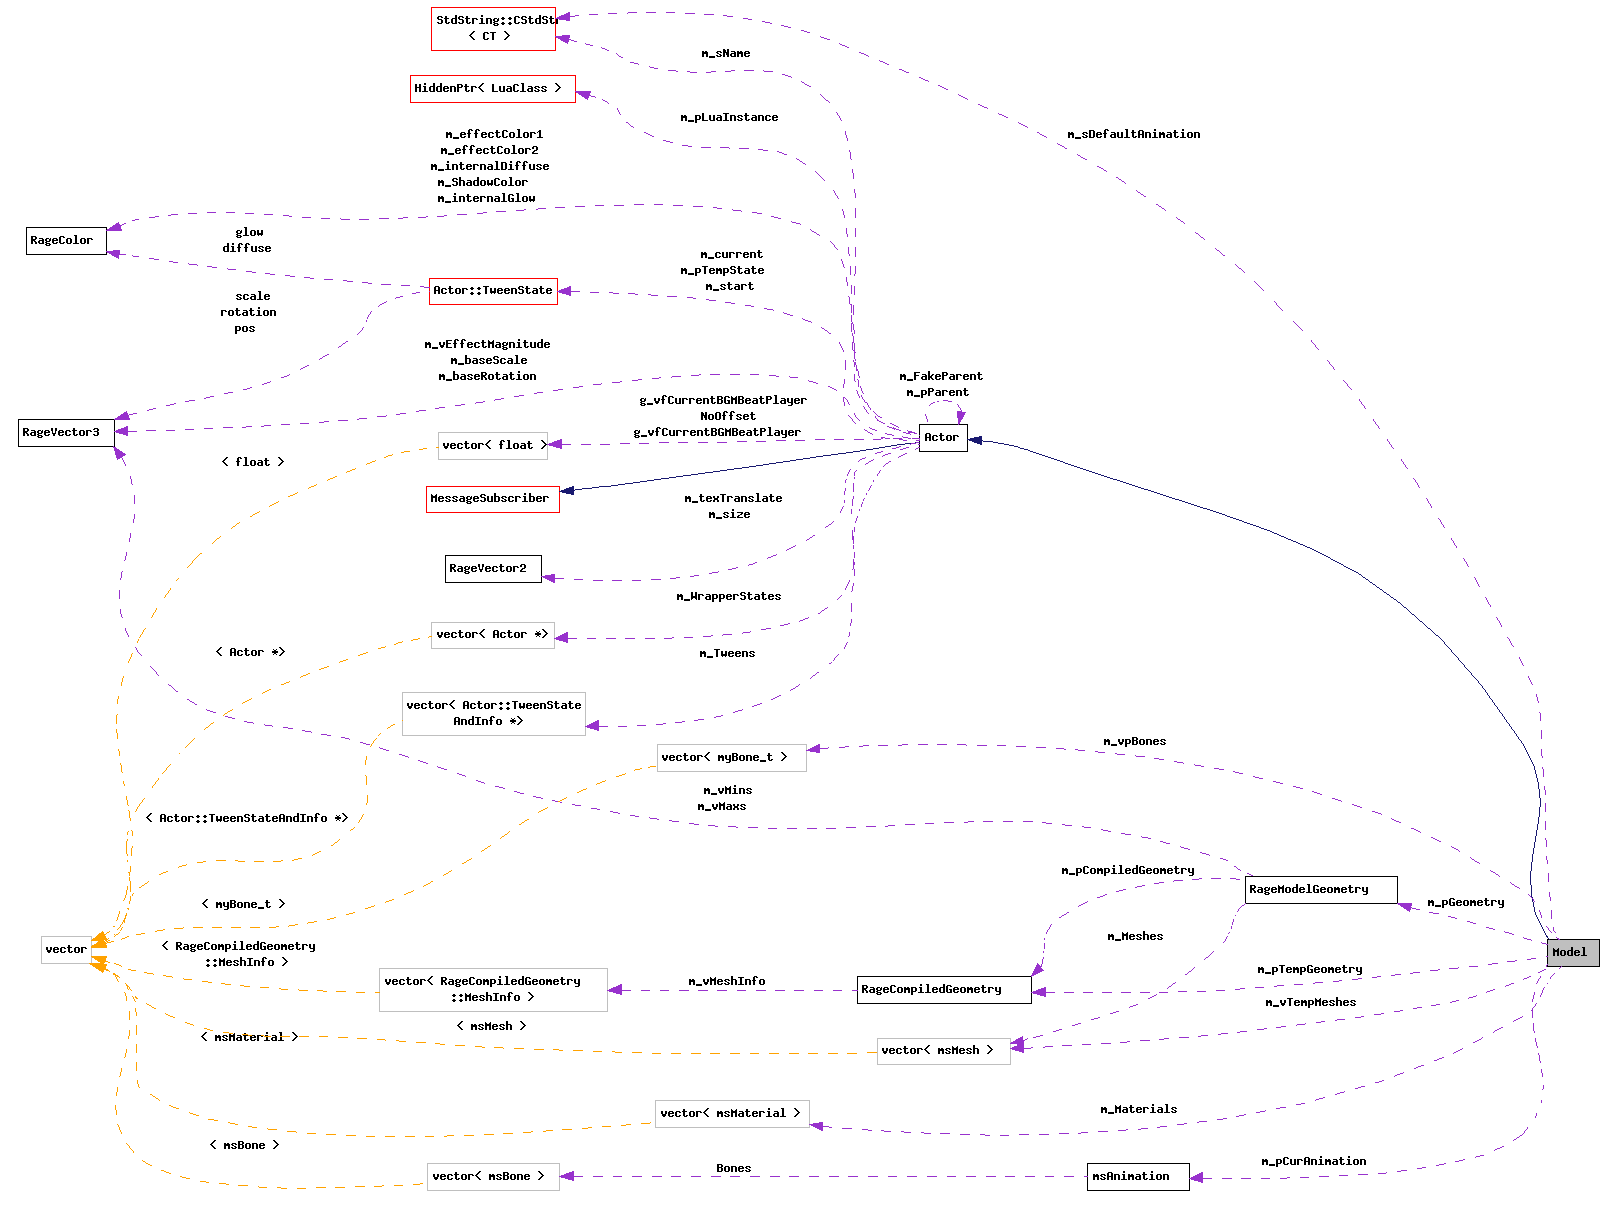 StdString::CStdStr
< CT >
m_sName
HiddenPtr< LuaClass >
m_pLuaInstance
m_sDefaultAnimation
m_effectColor1
m_effectColor2
m_internalDiffuse
m_ShadowColor
m_internalGlow
RageColor
glow
diffuse
m_current
m_pTempState
m_start
Actor::TweenState
scale
rotation
pos
m_vEffectMagnitude
m_baseScale
m_baseRotation
m_FakeParent
m_pParent
g_vfCurrentBGMBeatPlayer
NoOffset
g_vfCurrentBGMBeatPlayer
RageVector3
Actor
vector< float >
< float >
MessageSubscriber
m_texTranslate
m_size
RageVector2
m_WrapperStates
vector< Actor *>
< Actor *>
m_Tweens
vector< Actor::TweenState
AndInfo *>
m_vpBones
vector< myBone_t >
m_vMins
m_vMaxs
< Actor::TweenStateAndInfo *>
m_pCompiledGeometry
RageModelGeometry
m_pGeometry
< myBone_t >
m_Meshes
vector
< RageCompiledGeometry
::MeshInfo >
Model
m_pTempGeometry
vector< RageCompiledGeometry
::MeshInfo >
m_vMeshInfo
RageCompiledGeometry
m_vTempMeshes
< msMesh >
< msMaterial >
vector< msMesh >
vector< msMaterial >
m_Materials
< msBone >
m_pCurAnimation
vector< msBone >
Bones
msAnimation